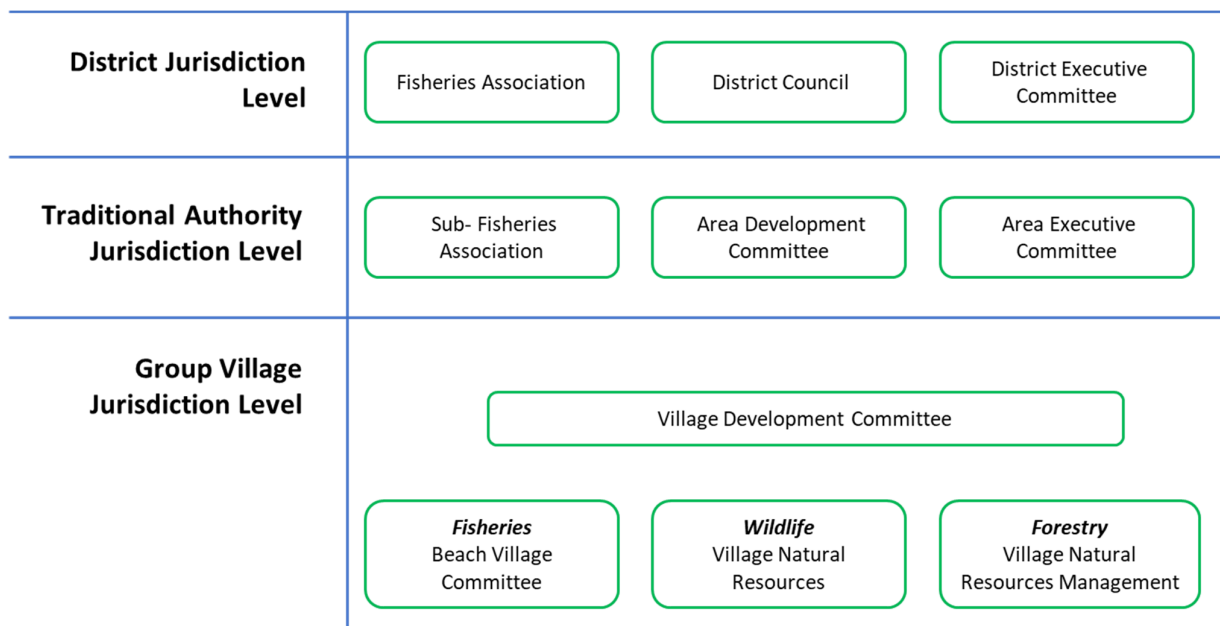 District Jurisdiction
Level
Fisheries Association
District Council
District Executive
Committee
Traditional Authority
Jurisdiction Level
Sub- Fisheries
Association
Area Development
Committee
Area Executive
Committee
Group Village
Jurisdiction Level
Village Development Committee
Fisheries
Beach Village
Committee
Wildlife
Village Natural
Resources
Forestry
Village Natural
Resources Management